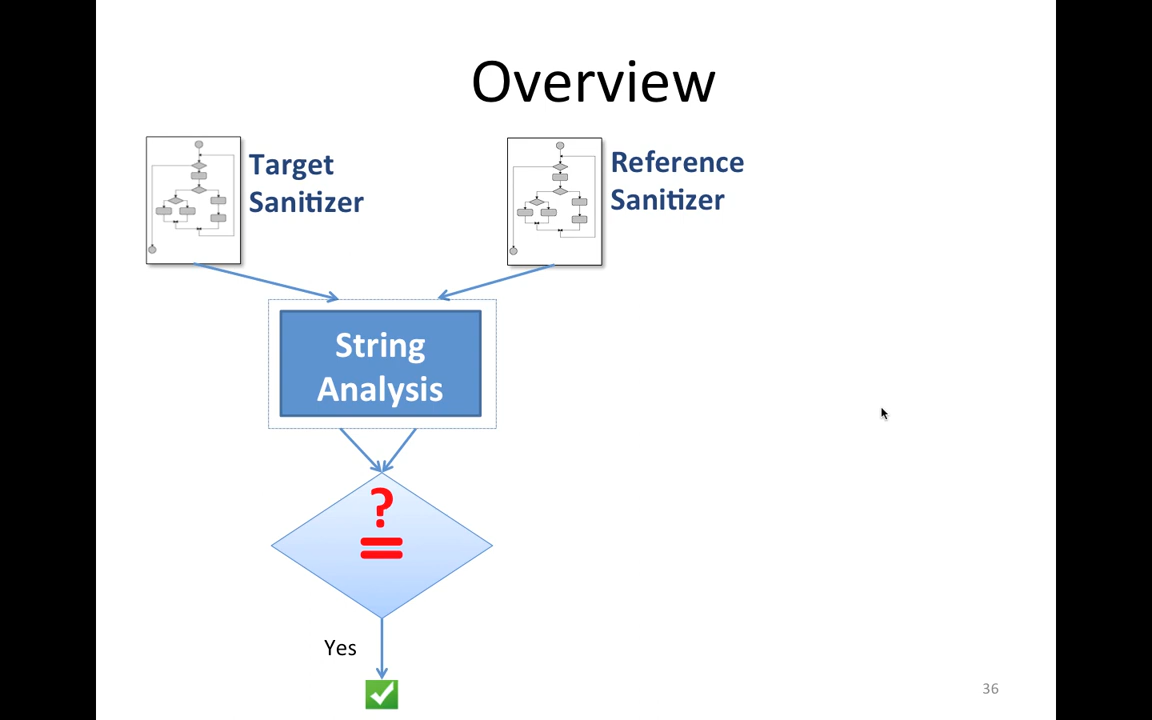 Overview
Target
Sanitizer
Reference
Sanitizer
String
Analysis
?
=
Yes
36